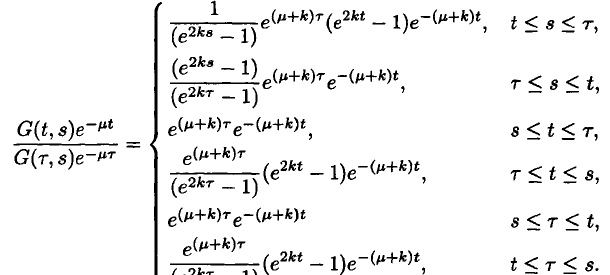 \frac{G(t,s)e^{-\mu t}}{G(\tau,s)e^{-\mu\tau}} = \begin{cases}
\frac{1}{(e^{2ks}-1)}e^{(\mu+k)\tau}(e^{2kt}-1)e^{-(\mu+k)t}, & t \le s \le \tau, \\
\frac{(e^{2ks}-1)}{(e^{2k\tau}-1)}e^{(\mu+k)\tau}e^{-(\mu+k)t}, & \tau \le s \le t, \\
e^{(\mu+k)\tau}e^{-(\mu+k)t}, & s \le t \le \tau, \\
\frac{e^{(\mu+k)\tau}}{(e^{2k\tau}-1)}(e^{2kt}-1)e^{-(\mu+k)t}, & \tau \le t \le s, \\
e^{(\mu+k)\tau}e^{-(\mu+k)t} & s \le \tau \le t, \\
\frac{e^{(\mu+k)\tau}}{(e^{2k\tau}-1)}(e^{2kt}-1)e^{-(\mu+k)t}, & t \le \tau \le s.
\end{cases}